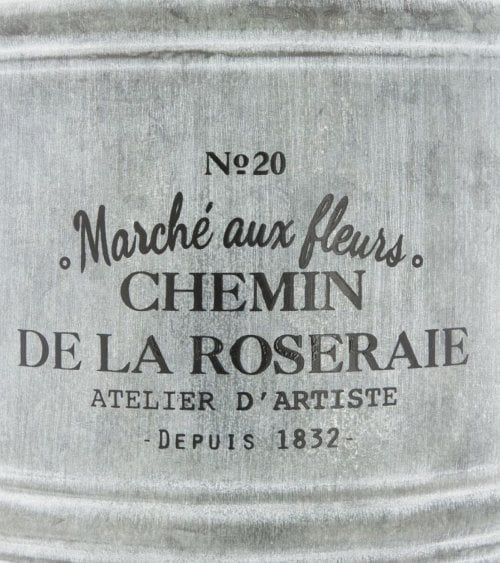 Nº20
Marché aux fleurs
CHEMIN
DE LA ROSERAIE
ATELIER D'ARTISTE
-DEPUIS 1832-